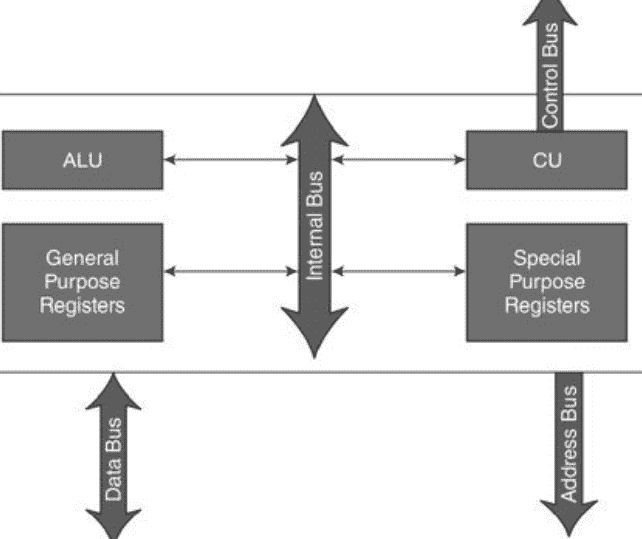 Control Bus
ALU
Internal Bus
CU
General
Purpose
Registers
Special
Purpose
Registers
Data Bus
Address Bus